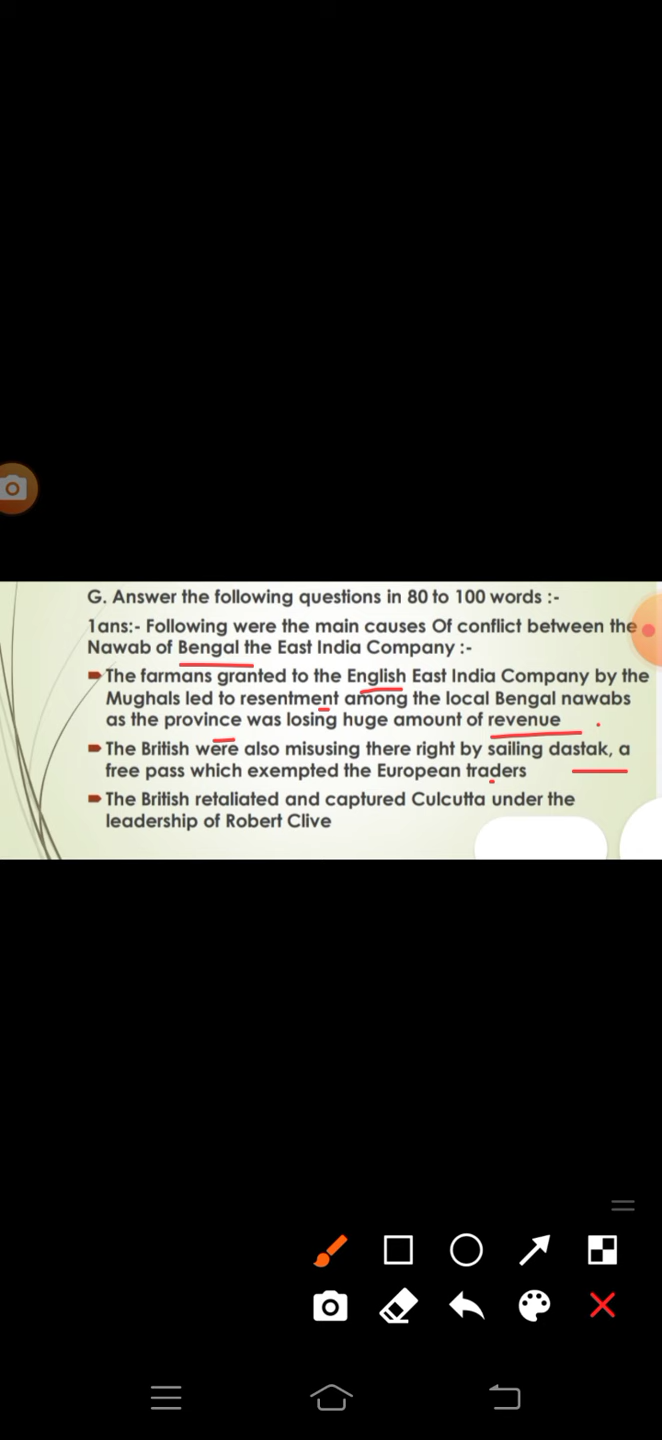 G. Answer the following questions in 80 to 100 words :-
1ans:- Following were the main causes Of conflict between the
Nawab of Bengal the East India Company :-
The farmans granted to the English East India Company by the
Mughals led to resentment among the local Bengal nawabs
as the province was losing huge amount of revenue
The British were also misusing there right by sailing dastak, a
free pass which exempted the European traders
The British retaliated and captured Culcutta under the
leadership of Robert Clive